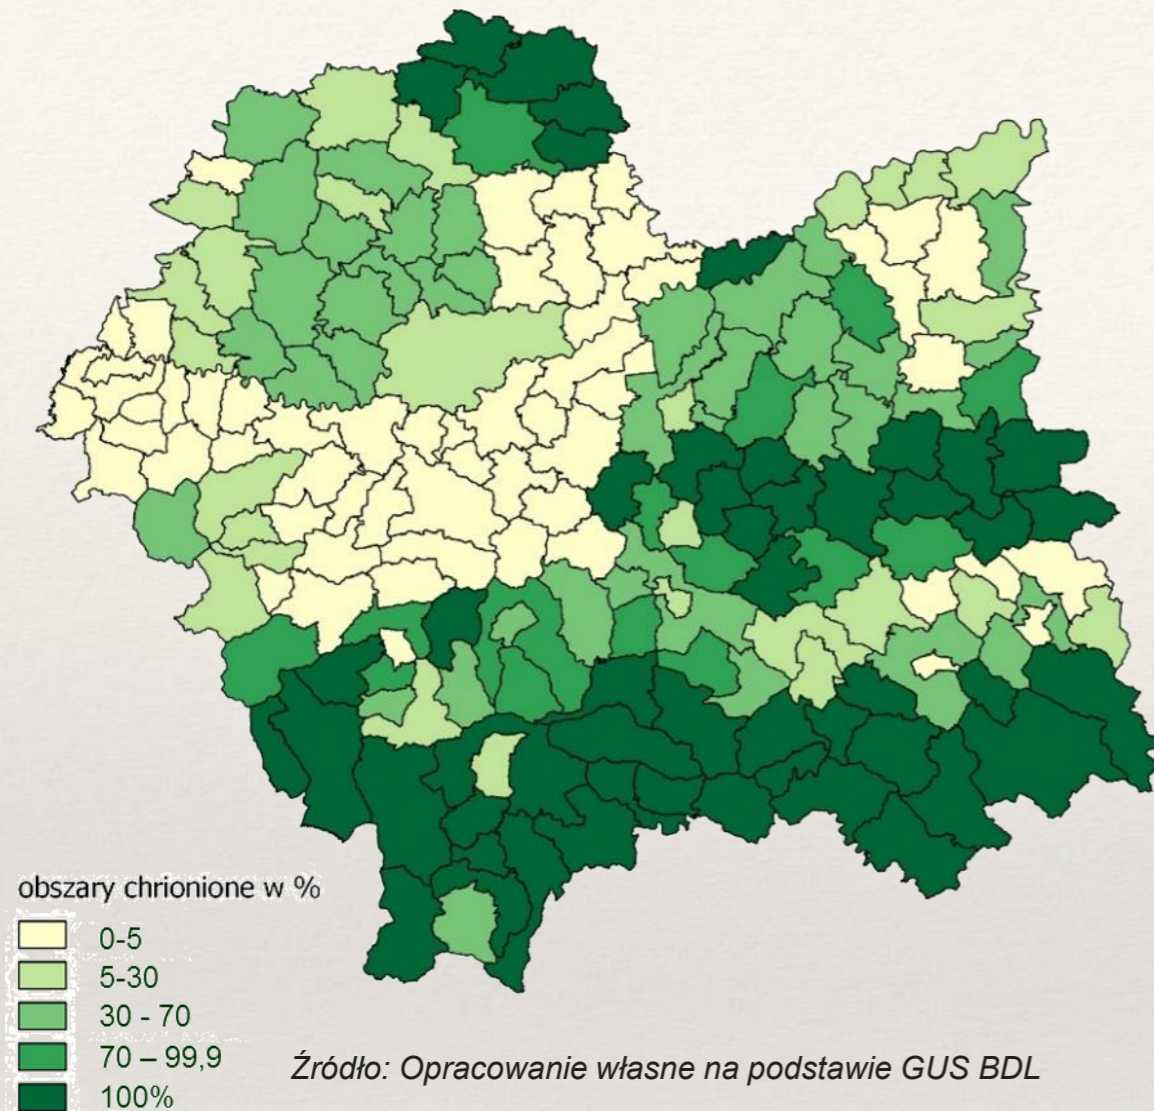 obszary chrionione w %
0-5
5-30
30 - 70
70 – 99,9
100%
Źródło: Opracowanie własne na podstawie GUS BDL